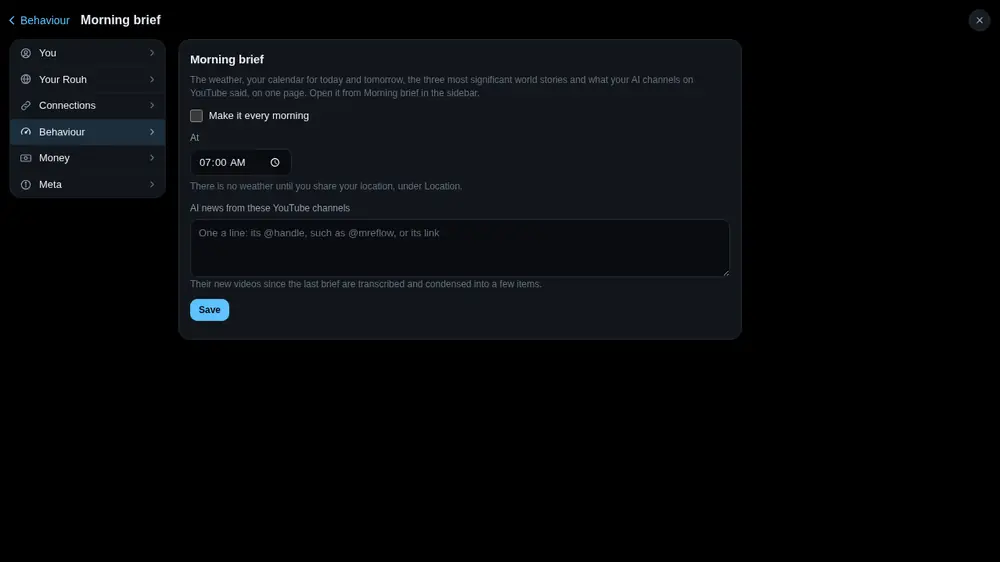 Behaviour
Morning brief
You
Your Rouh
Connections
Behaviour
Money
Meta
Morning brief
The weather, your calendar for today and tomorrow, the three most significant world stories and what your AI channels on
YouTube said, on one page. Open it from Morning brief in the sidebar.
Make it every morning
At
07:00 AM
There is no weather until you share your location, under Location.
AI news from these YouTube channels
One a line: its @handle, such as @mreflow, or its link
Their new videos since the last brief are transcribed and condensed into a few items.
Save